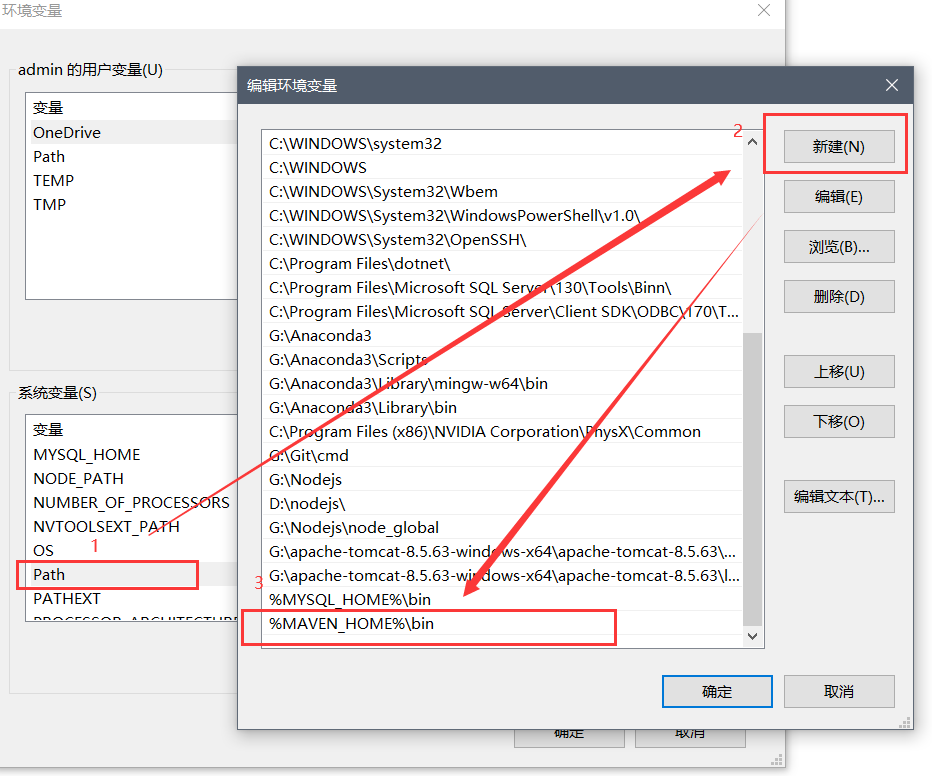 环境变量
admin 的用户变量(U)
变量
OneDrive
Path
TEMP
TMP
系统变量(S)
变量
MYSQL_HOME
NODE_PATH
NUMBER_OF_PROCESSORS
NVTOOLSEXT_PATH
OS
1
Path
PATHEXT
PROCESSOR_ARCHITECTURE
编辑环境变量
C:\WINDOWS\system32
C:\WINDOWS
C:\WINDOWS\System32\Wbem
C:\WINDOWS\System32\WindowsPowerShell\v1.0\
C:\WINDOWS\System32\OpenSSH\
C:\Program Files\dotnet\
C:\Program Files\Microsoft SQL Server\130\Tools\Binn\
C:\Program Files\Microsoft SQL Server\Client SDK\ODBC\170\T...
G:\Anaconda3
G:\Anaconda3\Scripts
G:\Anaconda3\Library\mingw-w64\bin
G:\Anaconda3\Library\bin
C:\Program Files (x86)\NVIDIA Corporation\PhysX\Common
G:\Git\cmd
G:\Nodejs
D:\nodejs\
G:\Nodejs\node_global
G:\apache-tomcat-8.5.63-windows-x64\apache-tomcat-8.5.63\...
G:\apache-tomcat-8.5.63-windows-x64\apache-tomcat-8.5.63\l...
%MYSQL_HOME%\bin
3
%MAVEN_HOME%\bin
2
新建(N)
编辑(E)
浏览(B)...
删除(D)
上移(U)
下移(O)
编辑文本(T)...
确定
取消
确定
取消